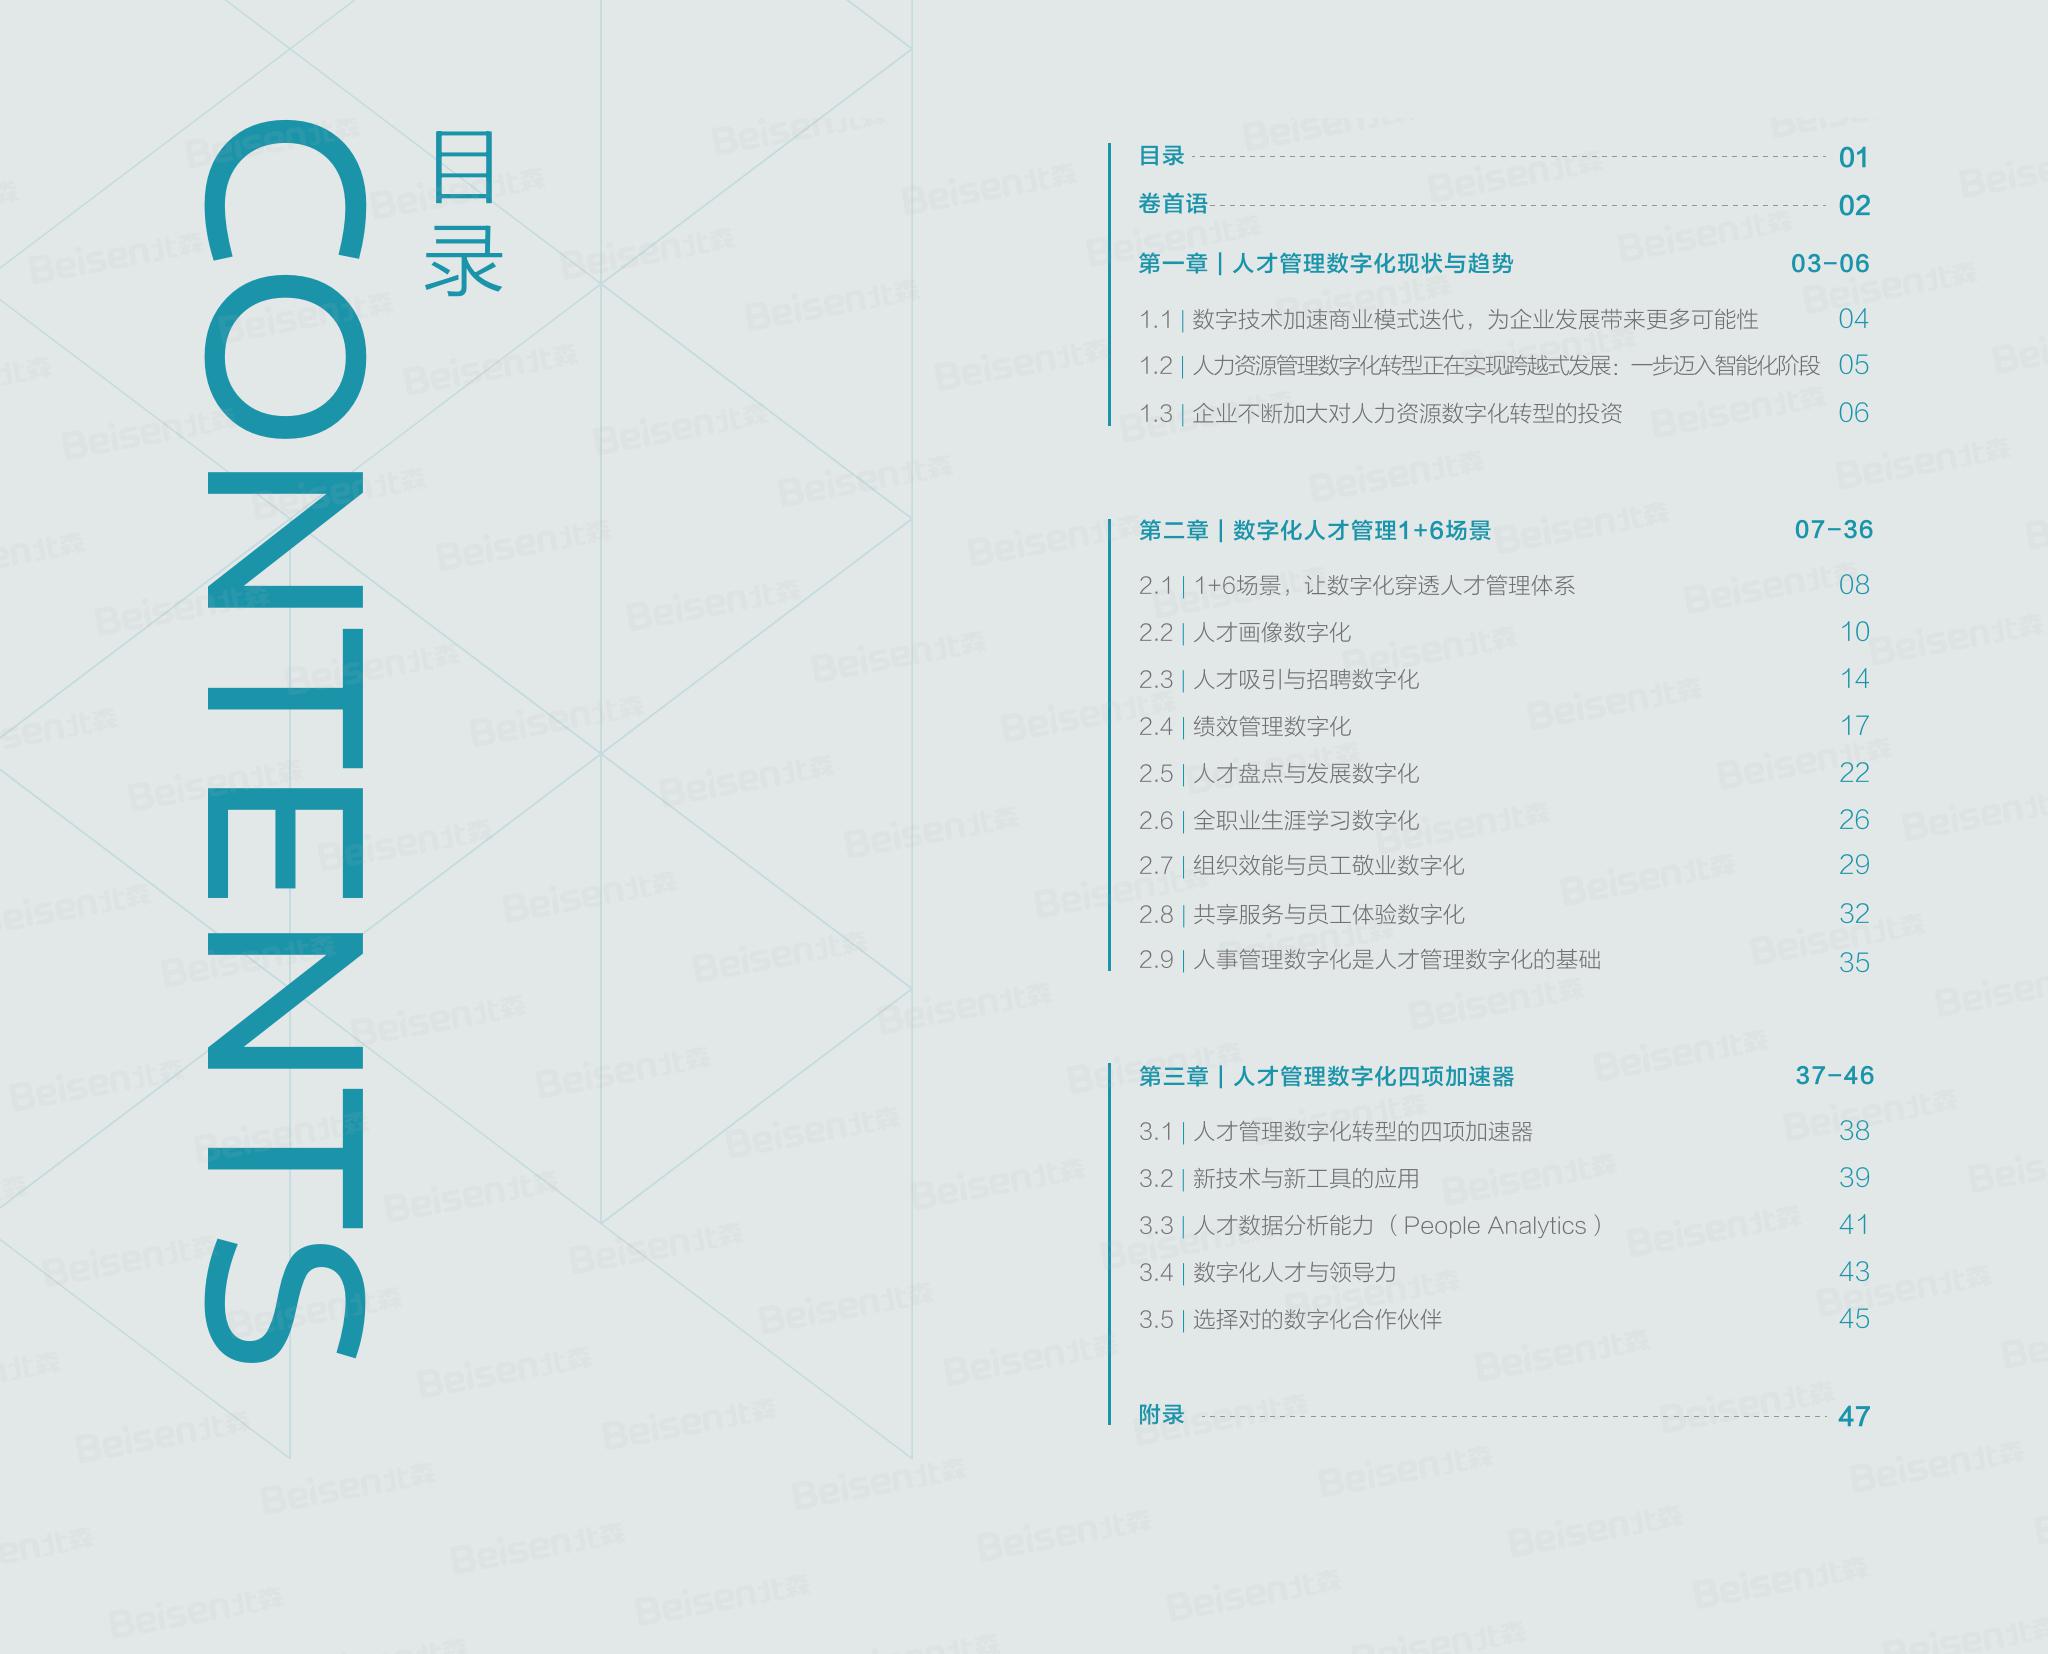 CONTENTS
目录
目录 01
卷首语 02
第一章 | 人才管理数字化现状与趋势 03-06
1.1 | 数字技术加速商业模式迭代，为企业发展带来更多可能性 04
1.2 | 人力资源管理数字化转型正在实现跨越式发展：一步迈入智能化阶段 05
1.3 | 企业不断加大对人力资源数字化转型的投资 06
第二章 | 数字化人才管理1+6场景 07-36
2.1 | 1+6场景，让数字化穿透人才管理体系 08
2.2 | 人才画像数字化 10
2.3 | 人才吸引与招聘数字化 14
2.4 | 绩效管理数字化 17
2.5 | 人才盘点与发展数字化 22
2.6 | 全职业生涯学习数字化 26
2.7 | 组织效能与员工敬业数字化 29
2.8 | 共享服务与员工体验数字化 32
2.9 | 人事管理数字化是人才管理数字化的基础 35
第三章 | 人才管理数字化四项加速器 37-46
3.1 | 人才管理数字化转型的四项加速器 38
3.2 | 新技术与新工具的应用 39
3.3 | 人才数据分析能力（People Analytics） 41
3.4 | 数字化人才与领导力 43
3.5 | 选择对的数字化合作伙伴 45
附录 47
Beisen北森